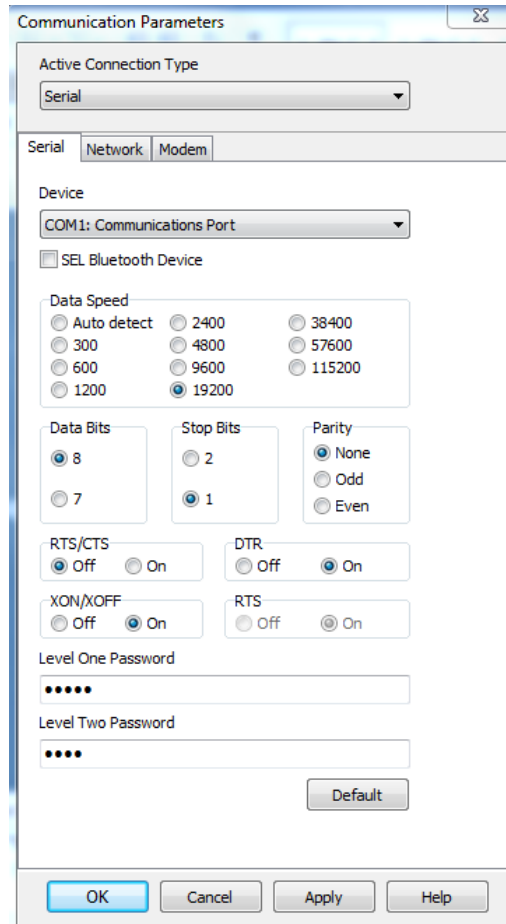 Communication Parameters
Active Connection Type
Serial
Serial Network Modem
Device
COM1: Communications Port
SEL Bluetooth Device
Data Speed
Auto detect 2400 38400
300 4800 57600
600 9600 115200
1200 19200
Data Bits Stop Bits Parity
8 2 None
Odd
7 1 Even
RTS/CTS DTR
Off On Off On
XON/XOFF RTS
Off On Off On
Level One Password
•••••
Level Two Password
••••
Default
OK Cancel Apply Help